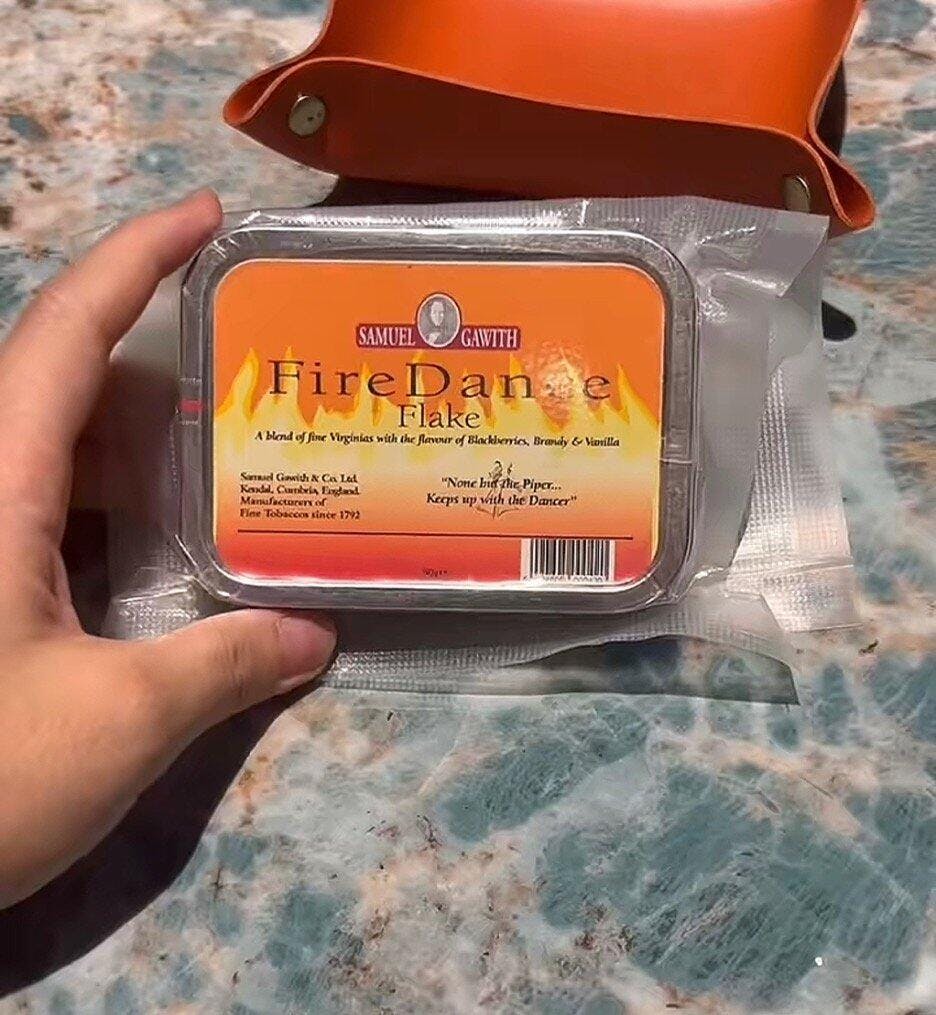 SAMUEL GAWITH
FireDance
Flake
A blend of fine Virginias with the flavour of Blackberries, Brandy & Vanilla
Samuel Gawith & Co. Ltd.
Kendal, Cumbria, England.
Manufacturers of
Fine Tobaccos since 1792
"None but the Piper...
Keeps up with the Dancer"